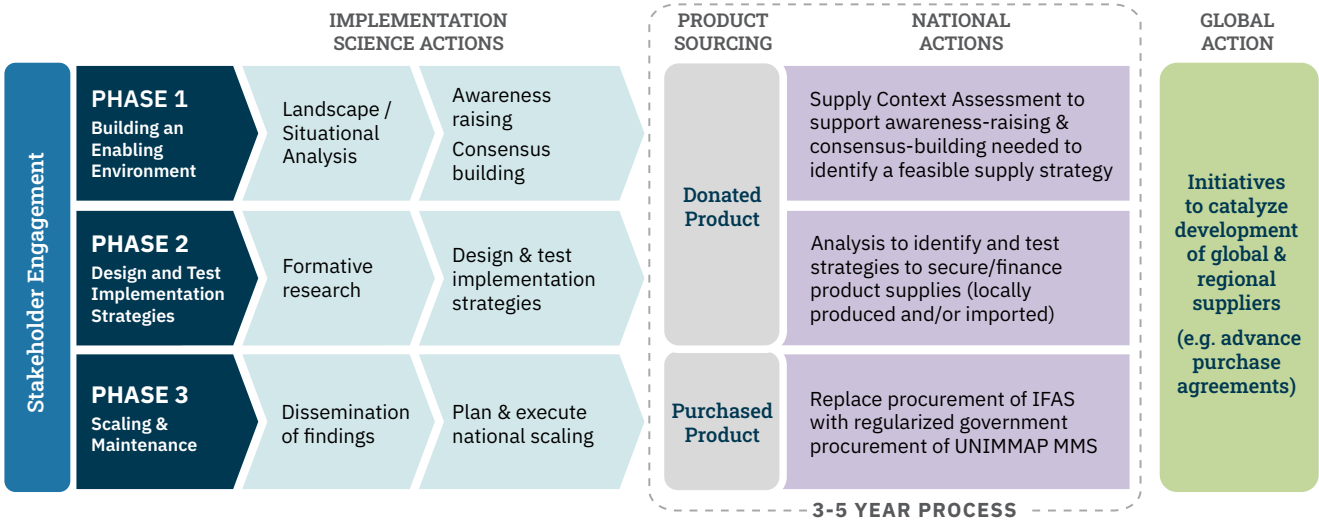 IMPLEMENTATION
SCIENCE ACTIONS
PRODUCT
SOURCING
NATIONAL
ACTIONS
GLOBAL
ACTION
Stakeholder Engagement
PHASE 1
Building an
Enabling
Environment
Landscape /
Situational
Analysis
Awareness
raising
Consensus
building
PHASE 2
Design and Test
Implementation
Strategies
Formative
research
Design & test
implementation
strategies
PHASE 3
Scaling &
Maintenance
Dissemination
of findings
Plan & execute
national scaling
Donated
Product
Purchased
Product
Supply Context Assessment to
support awareness-raising &
consensus-building needed to
identify a feasible supply strategy
Analysis to identify and test
strategies to secure/finance
product supplies (locally
produced and/or imported)
Replace procurement of IFAS
with regularized government
procurement of UNIMMAP MMS
Initiatives
to catalyze
development
of global &
regional
suppliers
(e.g. advance
purchase
agreements)
3-5 YEAR PROCESS